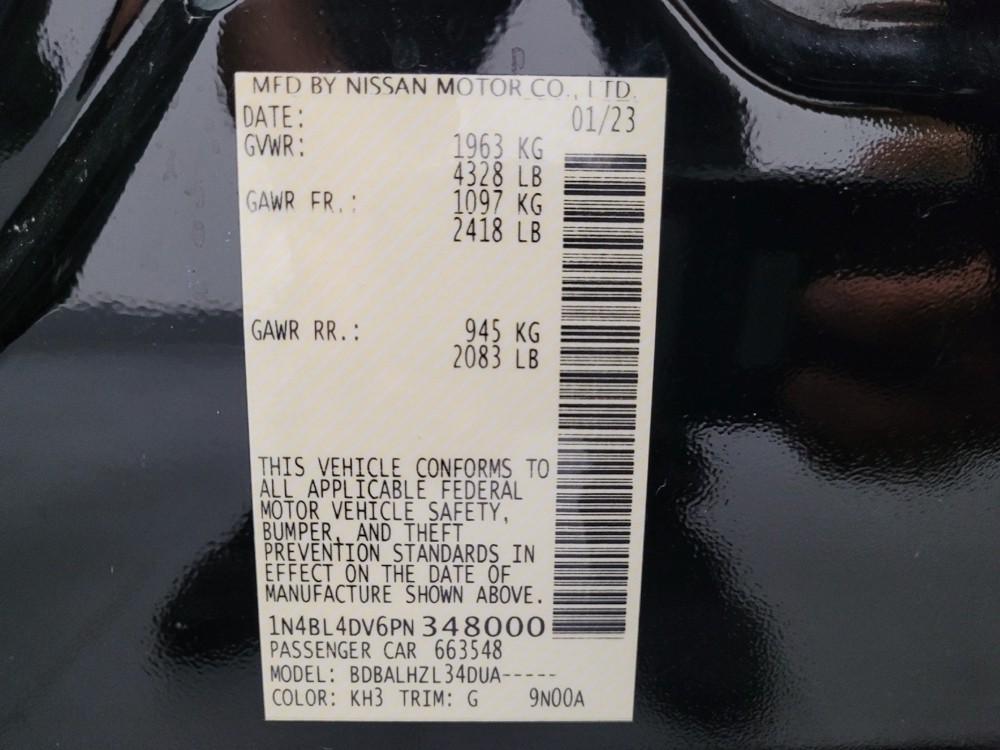 MFD BY NISSAN MOTOR CO., LTD.
DATE: 01/23
GVWR: 1963 KG
4328 LB
GAWR FR.: 1097 KG
2418 LB
GAWR RR.: 945 KG
2083 LB
THIS VEHICLE CONFORMS TO
ALL APPLICABLE FEDERAL
MOTOR VEHICLE SAFETY,
BUMPER, AND THEFT
PREVENTION STANDARDS IN
EFFECT ON THE DATE OF
MANUFACTURE SHOWN ABOVE.
1N4BL4DV6PN348000
PASSENGER CAR 663548
MODEL: BDBALHZL34DUA-----
COLOR: KH3 TRIM: G 9N00A